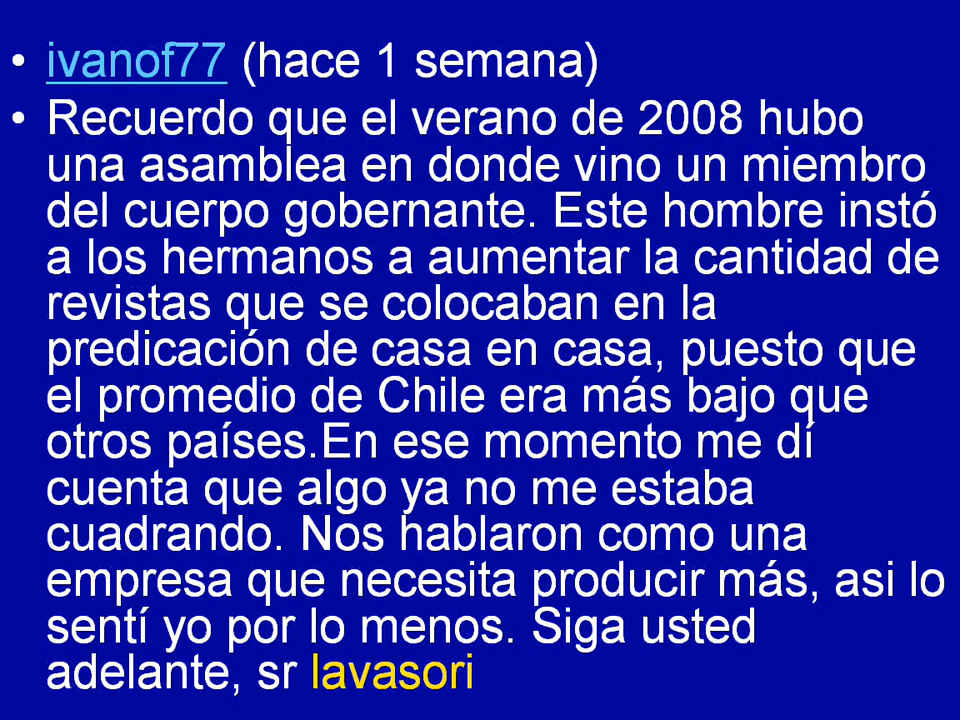 • ivanof77 (hace 1 semana)
• Recuerdo que el verano de 2008 hubo
una asamblea en donde vino un miembro
del cuerpo gobernante. Este hombre instó
a los hermanos a aumentar la cantidad de
revistas que se colocaban en la
predicación de casa en casa, puesto que
el promedio de Chile era más bajo que
otros países.En ese momento me dí
cuenta que algo ya no me estaba
cuadrando. Nos hablaron como una
empresa que necesita producir más, asi lo
sentí yo por lo menos. Siga usted
adelante, sr lavasori